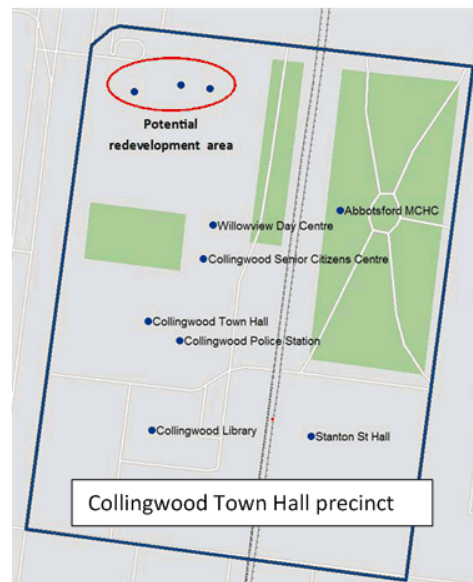 Potential
redevelopment area
Abbotsford MCHC
Willowview Day Centre
Collingwood Senior Citizens Centre
Collingwood Town Hall
Collingwood Police Station
Collingwood Library
Stanton St Hall
Collingwood Town Hall precinct